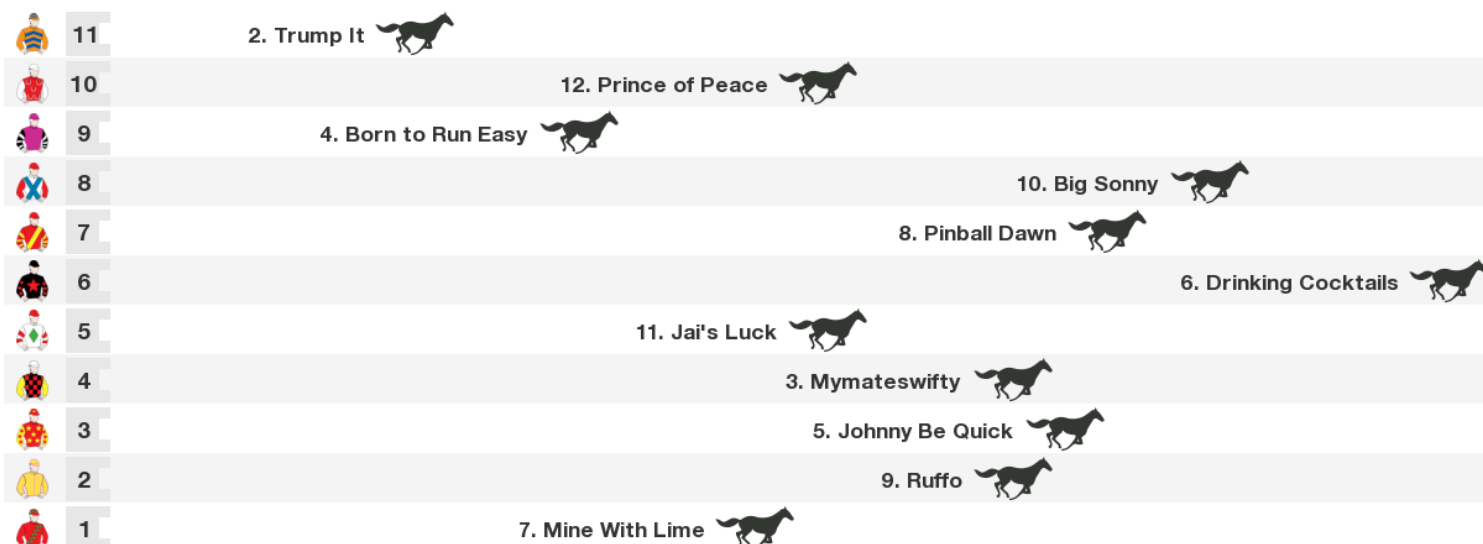 11 2. Trump It
10 12. Prince of Peace
9 4. Born to Run Easy
8 10. Big Sonny
7 8. Pinball Dawn
6 6. Drinking Cocktails
5 11. Jai's Luck
4 3. Mymateswifty
3 5. Johnny Be Quick
2 9. Ruffo
1 7. Mine With Lime